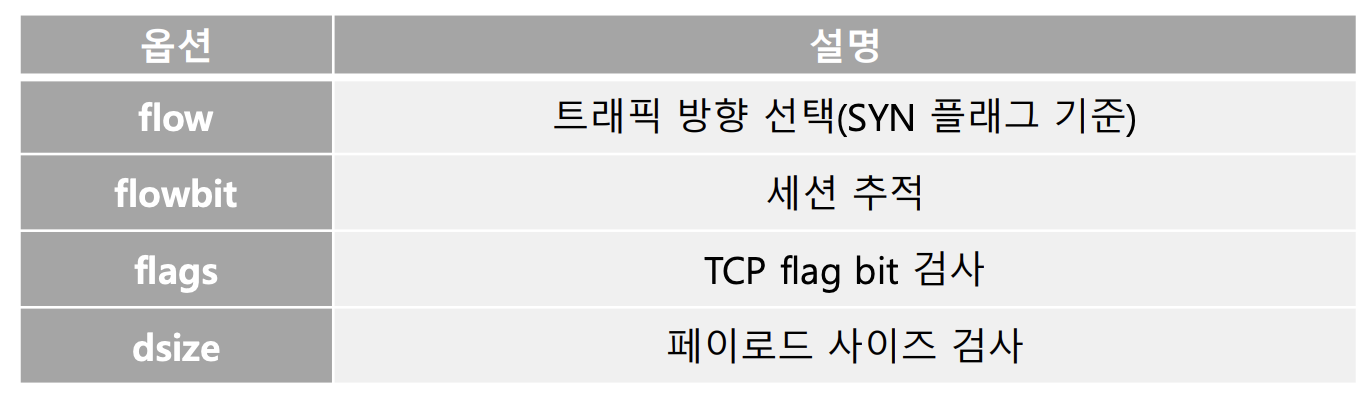 옵션 설명
flow 트래픽 방향 선택(SYN 플래그 기준)
flowbit 세션 추적
flags TCP flag bit 검사
dsize 페이로드 사이즈 검사